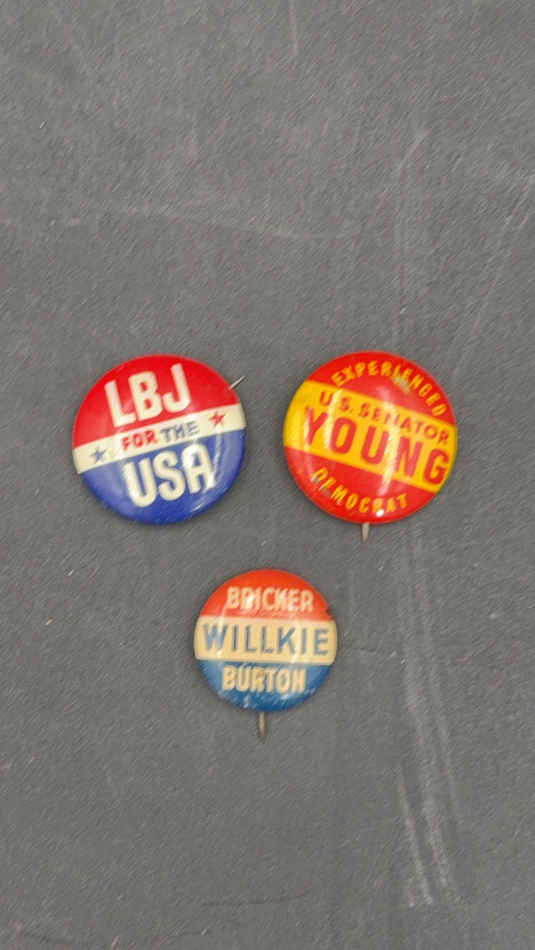 LBJ
FOR THE
USA
EXPERIENCED
U.S. SENATOR
YOUNG
DEMOCRAT
BRICKER
WILLKIE
BURTON